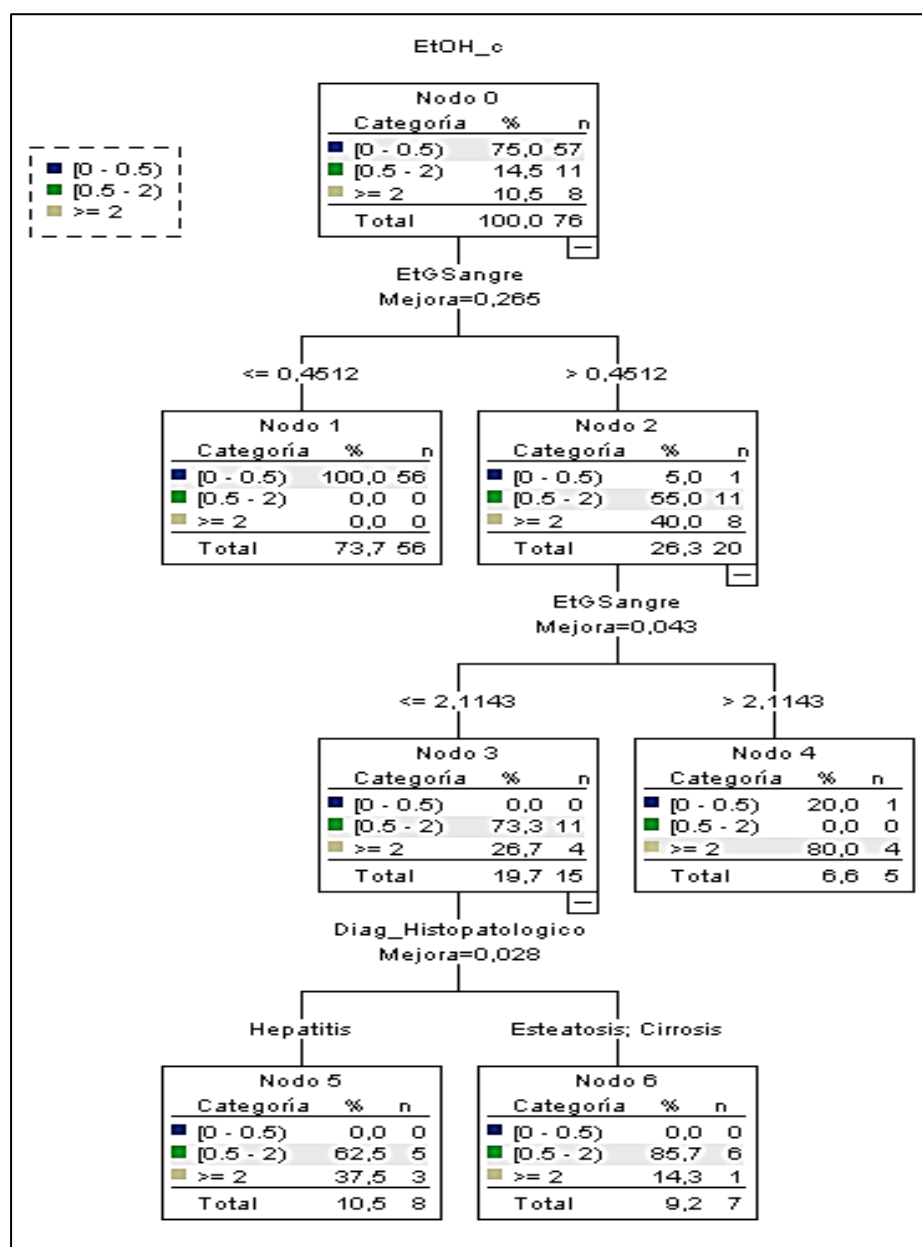 EtOH_c
[0 - 0.5)
[0.5 - 2)
>= 2
Nodo 0
Categoría % n
[0 - 0.5) 75,0 57
[0.5 - 2) 14,5 11
>= 2 10,5 8
Total 100,0 76
EtGSangre
Mejora=0,265
<= 0,4512
> 0,4512
Nodo 1
Categoría % n
[0 - 0.5) 100,0 56
[0.5 - 2) 0,0 0
>= 2 0,0 0
Total 73,7 56
Nodo 2
Categoría % n
[0 - 0.5) 5,0 1
[0.5 - 2) 55,0 11
>= 2 40,0 8
Total 26,3 20
EtGSangre
Mejora=0,043
<= 2,1143
> 2,1143
Nodo 3
Categoría % n
[0 - 0.5) 0,0 0
[0.5 - 2) 73,3 11
>= 2 26,7 4
Total 19,7 15
Nodo 4
Categoría % n
[0 - 0.5) 20,0 1
[0.5 - 2) 0,0 0
>= 2 80,0 4
Total 6,6 5
Diag_Histopatologico
Mejora=0,028
Hepatitis
Esteatosis; Cirrosis
Nodo 5
Categoría % n
[0 - 0.5) 0,0 0
[0.5 - 2) 62,5 5
>= 2 37,5 3
Total 10,5 8
Nodo 6
Categoría % n
[0 - 0.5) 0,0 0
[0.5 - 2) 85,7 6
>= 2 14,3 1
Total 9,2 7